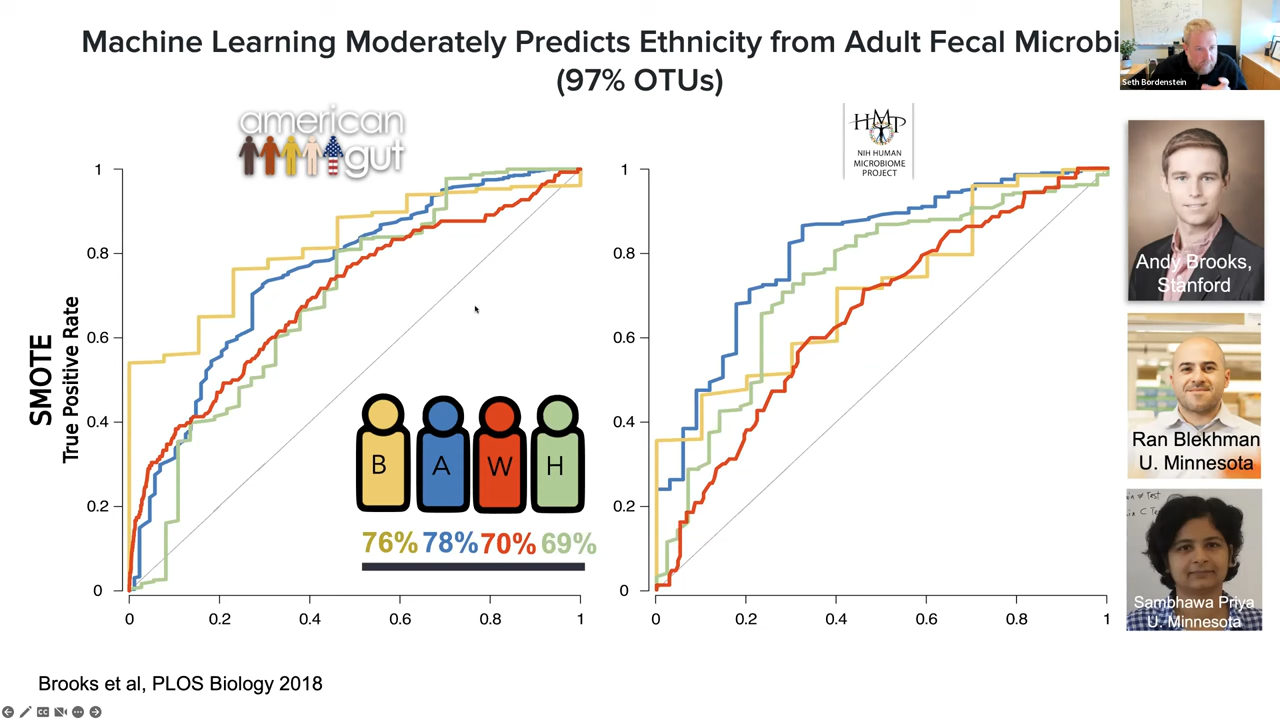 Machine Learning Moderately Predicts Ethnicity from Adult Fecal Microbi
(97% OTUs)
Seth Bordenstein
american
gut
HMP
NIH HUMAN
MICROBIOME
PROJECT
SMOTE
True Positive Rate
1
0.8
0.6
0.4
0.2
0
0
0.2
0.4
0.6
0.8
1
B A W H
76% 78% 70% 69%
1
0.8
0.6
0.4
0.2
0
0
0.2
0.4
0.6
0.8
1
Andy Brooks,
Stanford
Ran Blekhman
U. Minnesota
Sambhawa Priya
U. Minnesota
Brooks et al, PLOS Biology 2018
CC